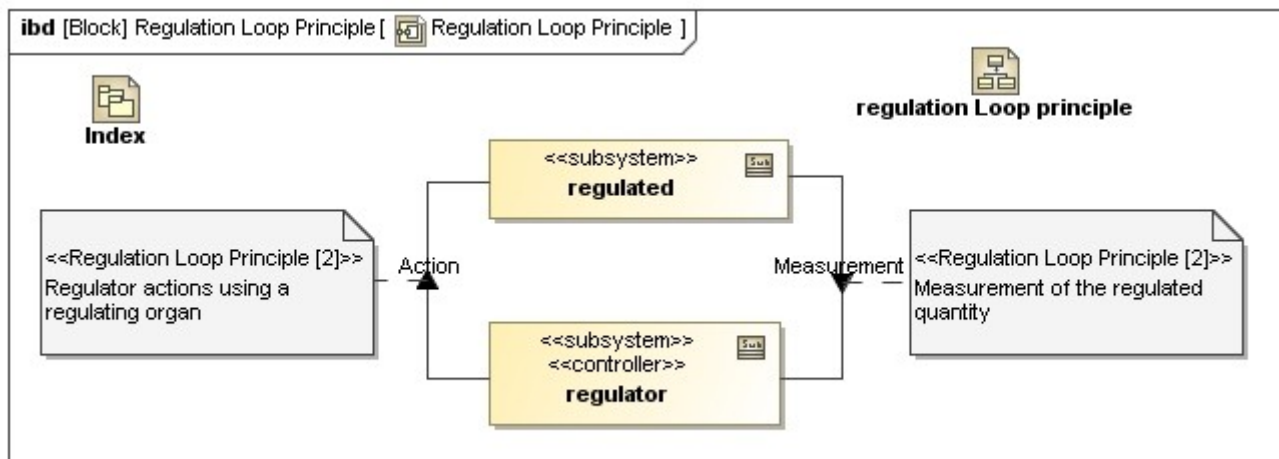 ibd [Block] Regulation Loop Principle [ Regulation Loop Principle ]
Index
regulation Loop principle
<<subsystem>>
regulated
<<Regulation Loop Principle [2]>>
Regulator actions using a
regulating organ
Action
Measurement
<<Regulation Loop Principle [2]>>
Measurement of the regulated
quantity
<<subsystem>>
<<controller>>
regulator